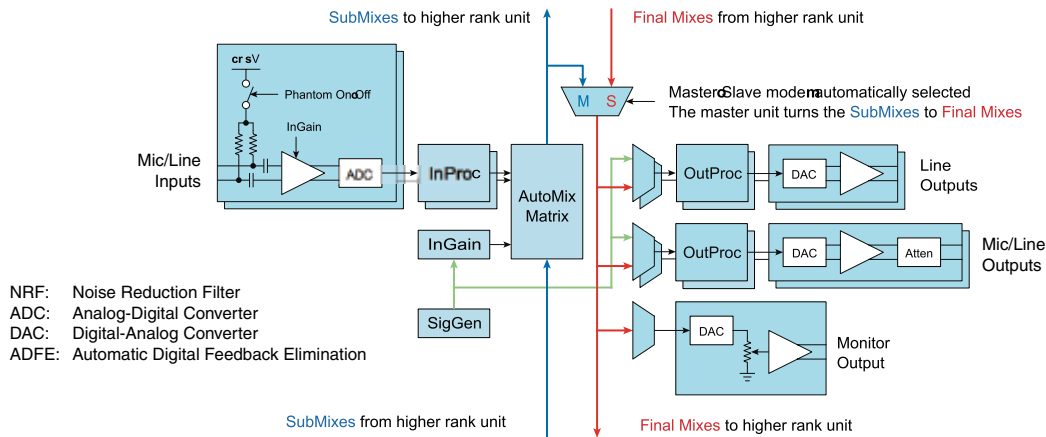 SubMixes to higher rank unit
Final Mixes from higher rank unit
Phantom On Off
InGain
Mic/Line
Inputs
ADC
InProc
AutoMix
Matrix
InGain
SigGen
M S
automatically selected
The master unit turns the SubMixes to Final Mixes
OutProc
DAC
Line
Outputs
OutProc
DAC
Atten
Mic/Line
Outputs
DAC
Monitor
Output
NRF: Noise Reduction Filter
ADC: Analog-Digital Converter
DAC: Digital-Analog Converter
ADFE: Automatic Digital Feedback Elimination
SubMixes from higher rank unit
Final Mixes to higher rank unit